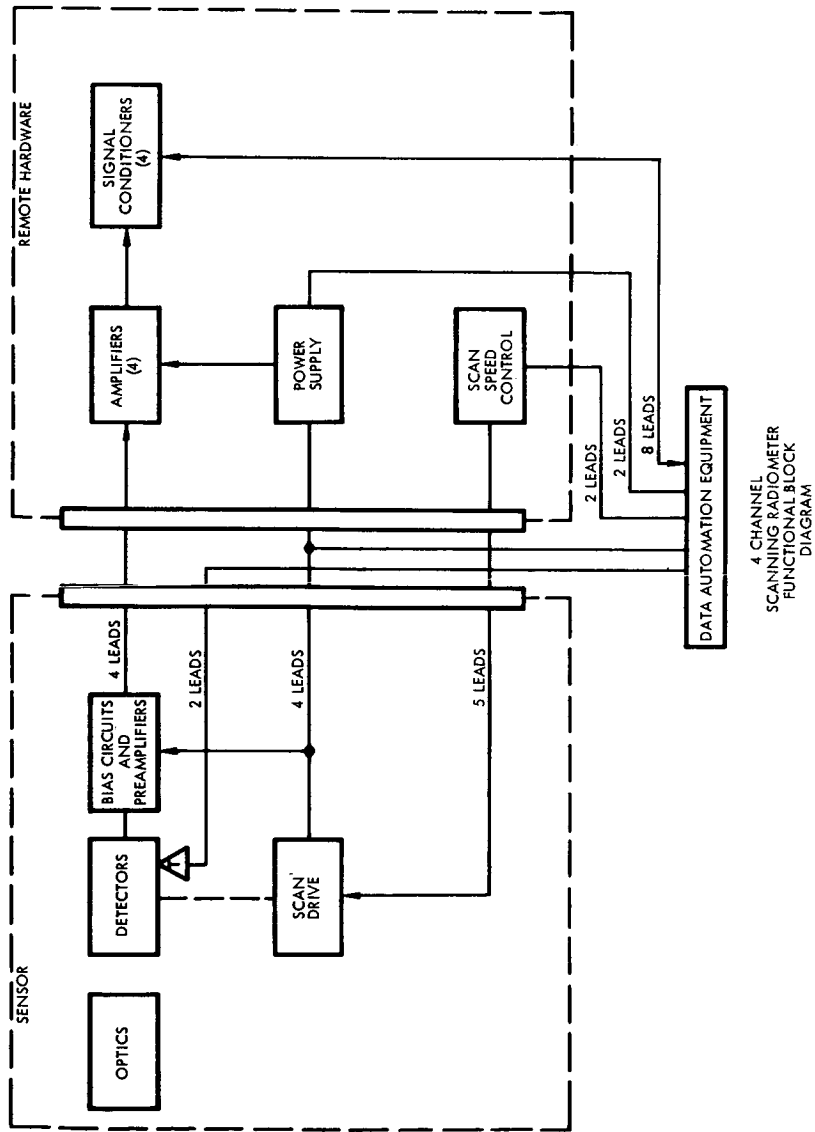 SENSOR
REMOTE HARDWARE
OPTICS
DETECTORS
T
BIAS CIRCUITS
AND
PREAMPLIFIERS
4 LEADS
AMPLIFIERS
(4)
SIGNAL
CONDITIONERS
(4)
2 LEADS
SCAN
DRIVE
4 LEADS
POWER
SUPPLY
5 LEADS
SCAN
SPEED
CONTROL
2 LEADS
2 LEADS
8 LEADS
DATA AUTOMATION EQUIPMENT
4 CHANNEL
SCANNING RADIOMETER
FUNCTIONAL BLOCK
DIAGRAM